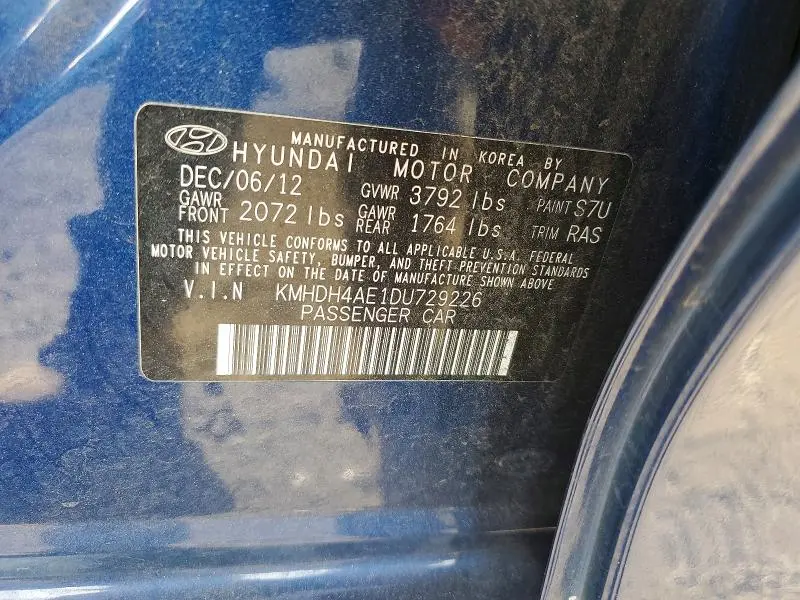 MANUFACTURED IN KOREA BY
HYUNDAI MOTOR COMPANY
DEC/06/12 GVWR 3792 lbs PAINT S7U
GAWR FRONT 2072 lbs GAWR REAR 1764 lbs TRIM RAS
THIS VEHICLE CONFORMS TO ALL APPLICABLE U.S.A. FEDERAL
MOTOR VEHICLE SAFETY, BUMPER, AND THEFT PREVENTION STANDARDS
IN EFFECT ON THE DATE OF MANUFACTURE SHOWN ABOVE
V.I.N KMHDH4AE1DU729226
PASSENGER CAR